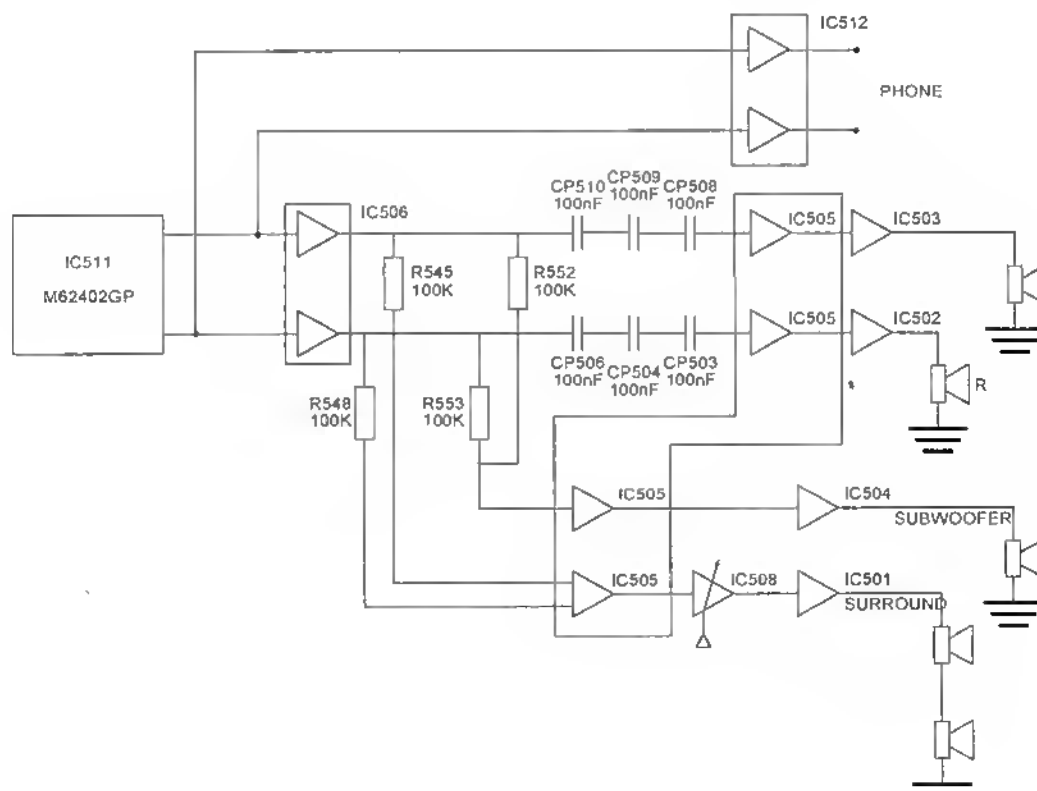 IC512
PHONE
CP510
100nF
CP509
100nF
CP508
100nF
IC506
IC505
IC503
IC511
M62402GP
R545
100K
R552
100K
IC505
IC502
CP506
100nF
CP504
100nF
CP503
100nF
R
R548
100K
R553
100K
IC505
IC504
SUBWOOFER
IC505
IC508
IC501
SURROUND